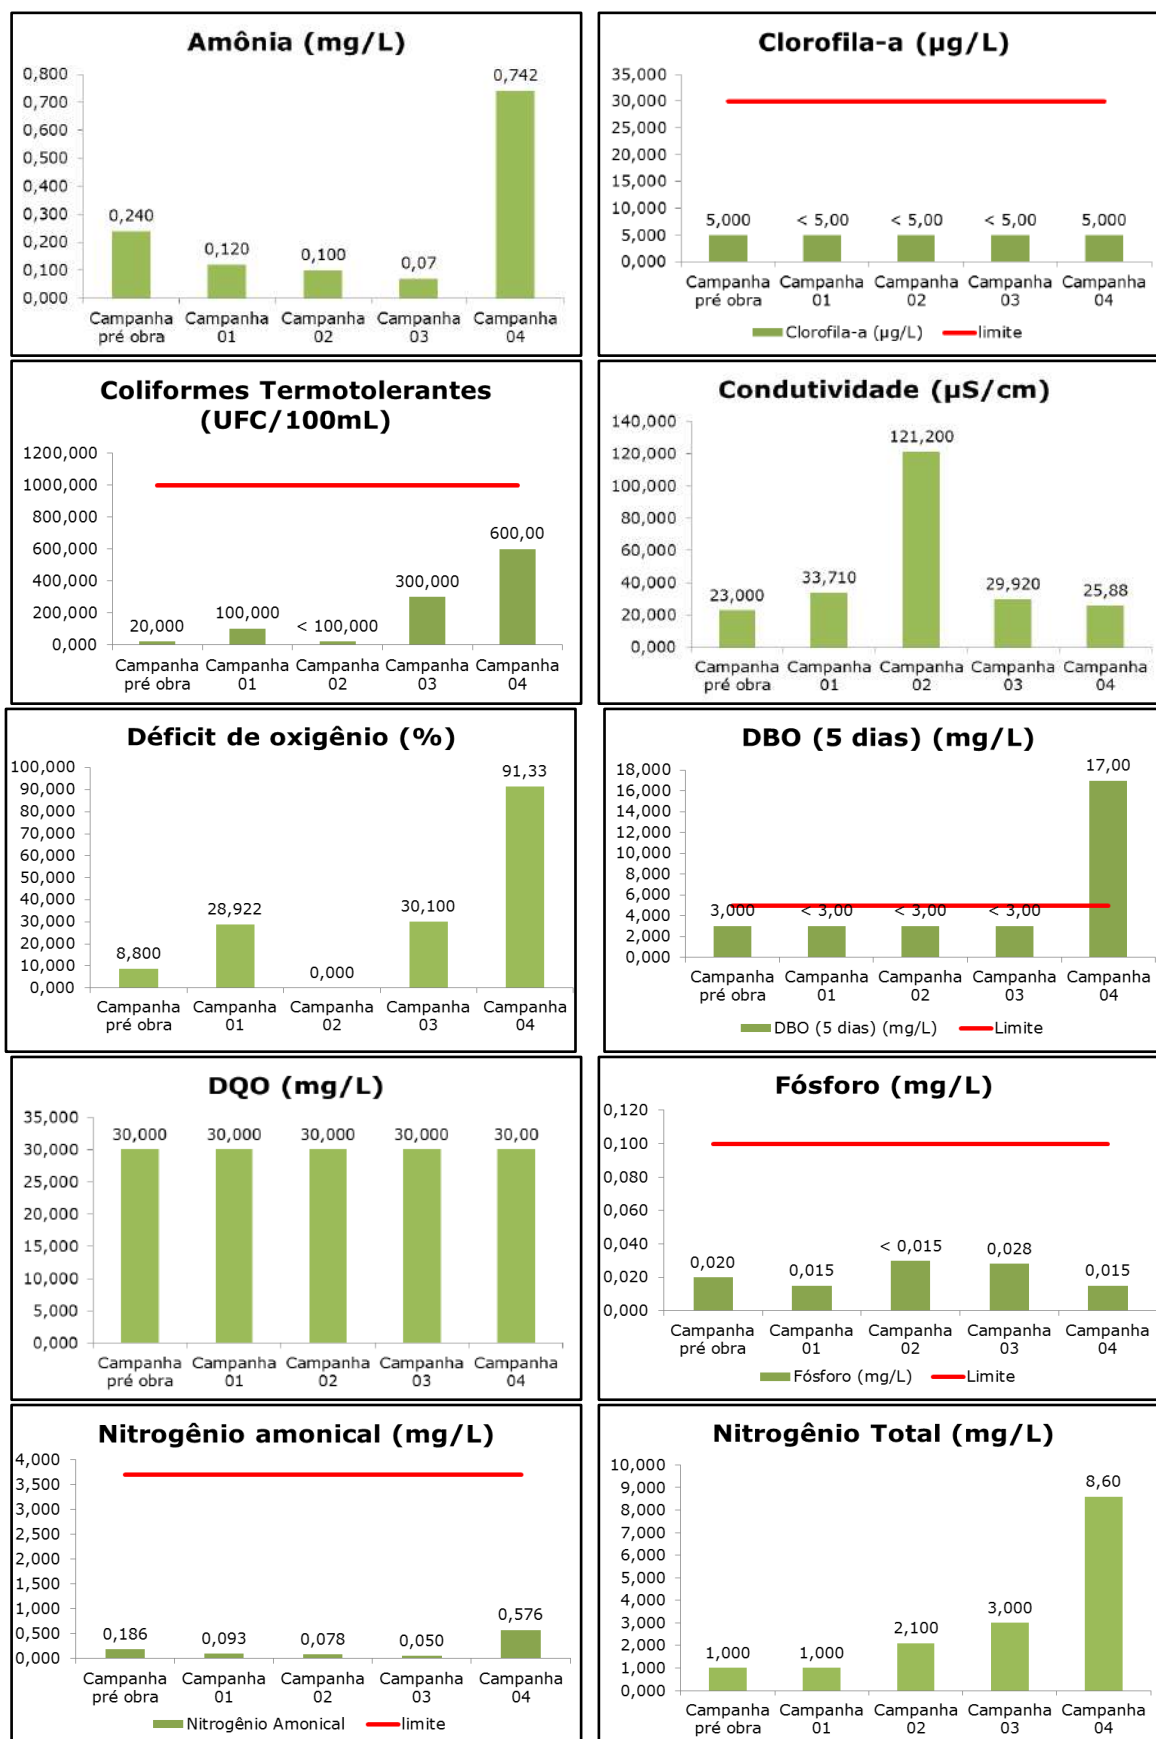 Amônia (mg/L)
0,800
0,700
0,600
0,500
0,400
0,300
0,200
0,100
0,000
0,240
0,120
0,100
0,07
0,742
Campanha pré obra
Campanha 01
Campanha 02
Campanha 03
Campanha 04
Clorofila-a (µg/L)
35,000
30,000
25,000
20,000
15,000
10,000
5,000
0,000
5,000
< 5,00
< 5,00
< 5,00
5,000
Campanha pré obra
Campanha 01
Campanha 02
Campanha 03
Campanha 04
Clorofila-a (µg/L)
limite
Coliformes Termotolerantes
(UFC/100mL)
1200,000
1000,000
800,000
600,000
400,000
200,000
0,000
20,000
100,000
< 100,000
300,000
600,00
Campanha pré obra
Campanha 01
Campanha 02
Campanha 03
Campanha 04
Condutividade (µS/cm)
140,000
120,000
100,000
80,000
60,000
40,000
20,000
0,000
23,000
33,710
121,200
29,920
25,88
Campanha pré obra
Campanha 01
Campanha 02
Campanha 03
Campanha 04
Déficit de oxigênio (%)
100,000
90,000
80,000
70,000
60,000
50,000
40,000
30,000
20,000
10,000
0,000
8,800
28,922
0,000
30,100
91,33
Campanha pré obra
Campanha 01
Campanha 02
Campanha 03
Campanha 04
DBO (5 dias) (mg/L)
18,000
16,000
14,000
12,000
10,000
8,000
6,000
4,000
2,000
0,000
3,000
< 3,00
< 3,00
< 3,00
17,00
Campanha pré obra
Campanha 01
Campanha 02
Campanha 03
Campanha 04
DBO (5 dias) (mg/L)
Limite
DQO (mg/L)
35,000
30,000
25,000
20,000
15,000
10,000
5,000
0,000
30,000
30,000
30,000
30,000
30,00
Campanha pré obra
Campanha 01
Campanha 02
Campanha 03
Campanha 04
Fósforo (mg/L)
0,120
0,100
0,080
0,060
0,040
0,020
0,000
0,020
0,015
< 0,015
0,028
0,015
Campanha pré obra
Campanha 01
Campanha 02
Campanha 03
Campanha 04
Fósforo (mg/L)
Limite
Nitrogênio amonical (mg/L)
4,000
3,500
3,000
2,500
2,000
1,500
1,000
0,500
0,000
0,186
0,093
0,078
0,050
0,576
Campanha pré obra
Campanha 01
Campanha 02
Campanha 03
Campanha 04
Nitrogênio Amonical
limite
Nitrogênio Total (mg/L)
10,000
9,000
8,000
7,000
6,000
5,000
4,000
3,000
2,000
1,000
0,000
1,000
1,000
2,100
3,000
8,60
Campanha pré obra
Campanha 01
Campanha 02
Campanha 03
Campanha 04